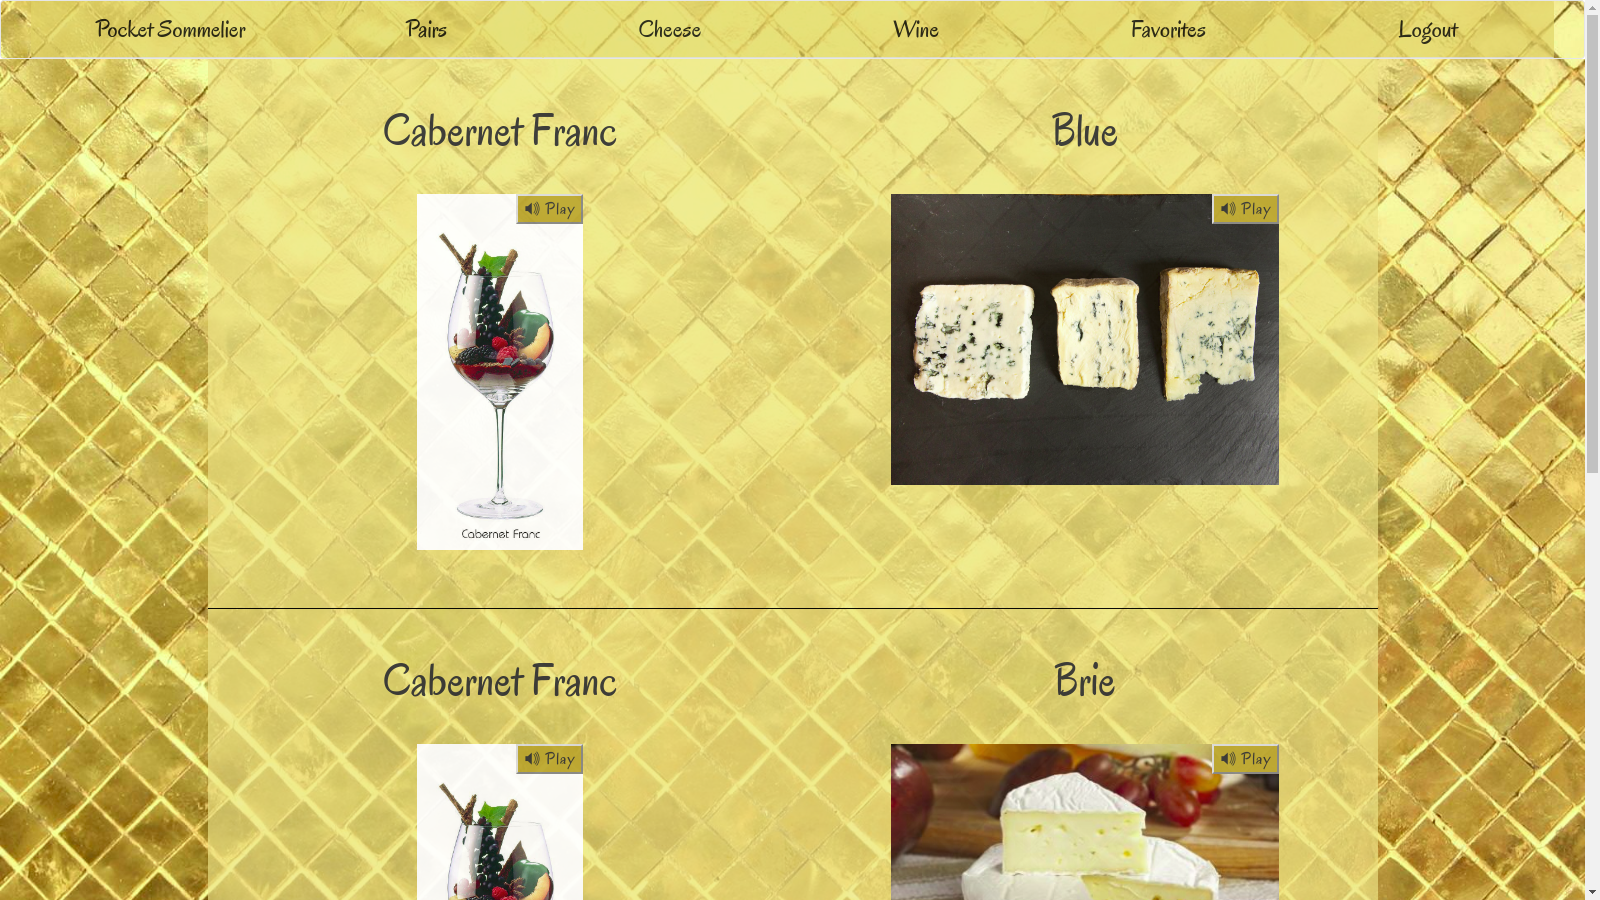 Pocket Sommelier Pairs Cheese Wine Favorites Logout
Cabernet Franc Blue
Play Play
Cabernet Franc
Cabernet Franc Brie
Play Play